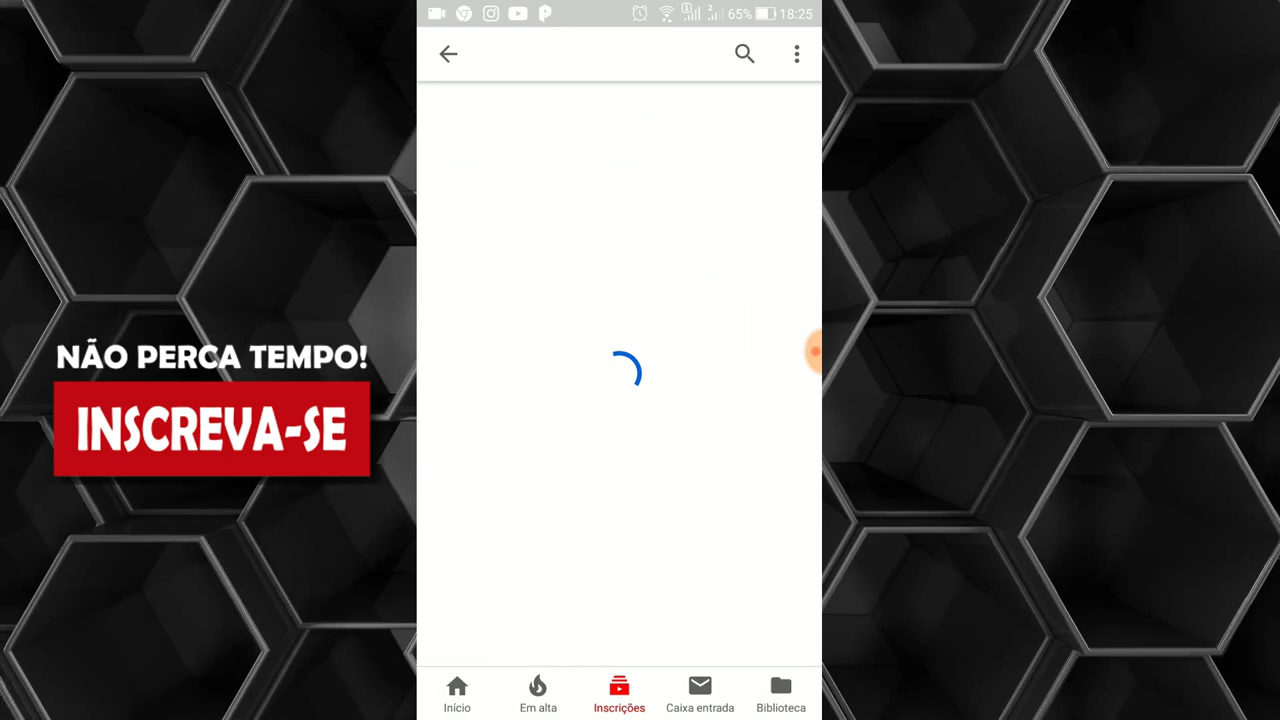 65% 18:25
NÃO PERCA TEMPO!
INSCREVA-SE
Início Em alta Inscrições Caixa entrada Biblioteca